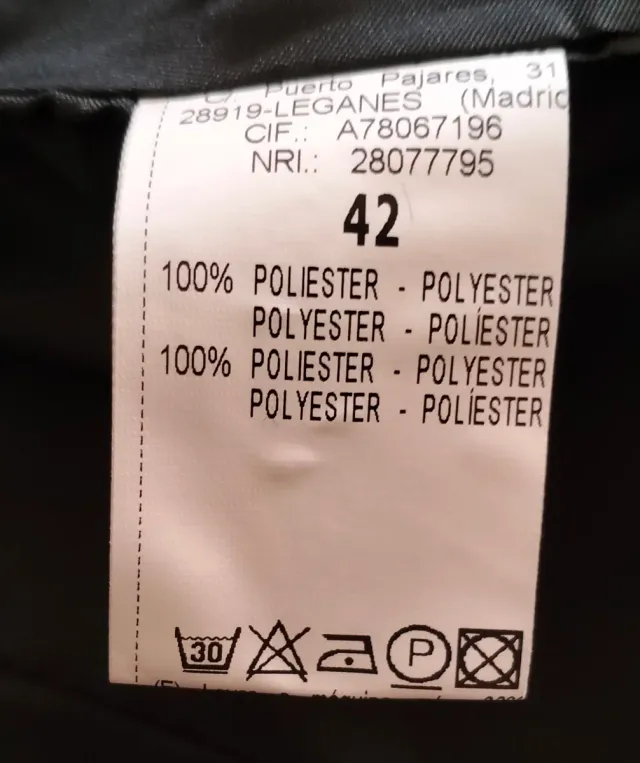 C/. Puerto Pajares, 31
28919-LEGANES (Madrid
CIF.: A78067196
NRI.: 28077795
42
100% POLIESTER - POLYESTER
POLYESTER - POLÍESTER
100% POLIESTER - POLYESTER
POLYESTER - POLÍESTER
30
P